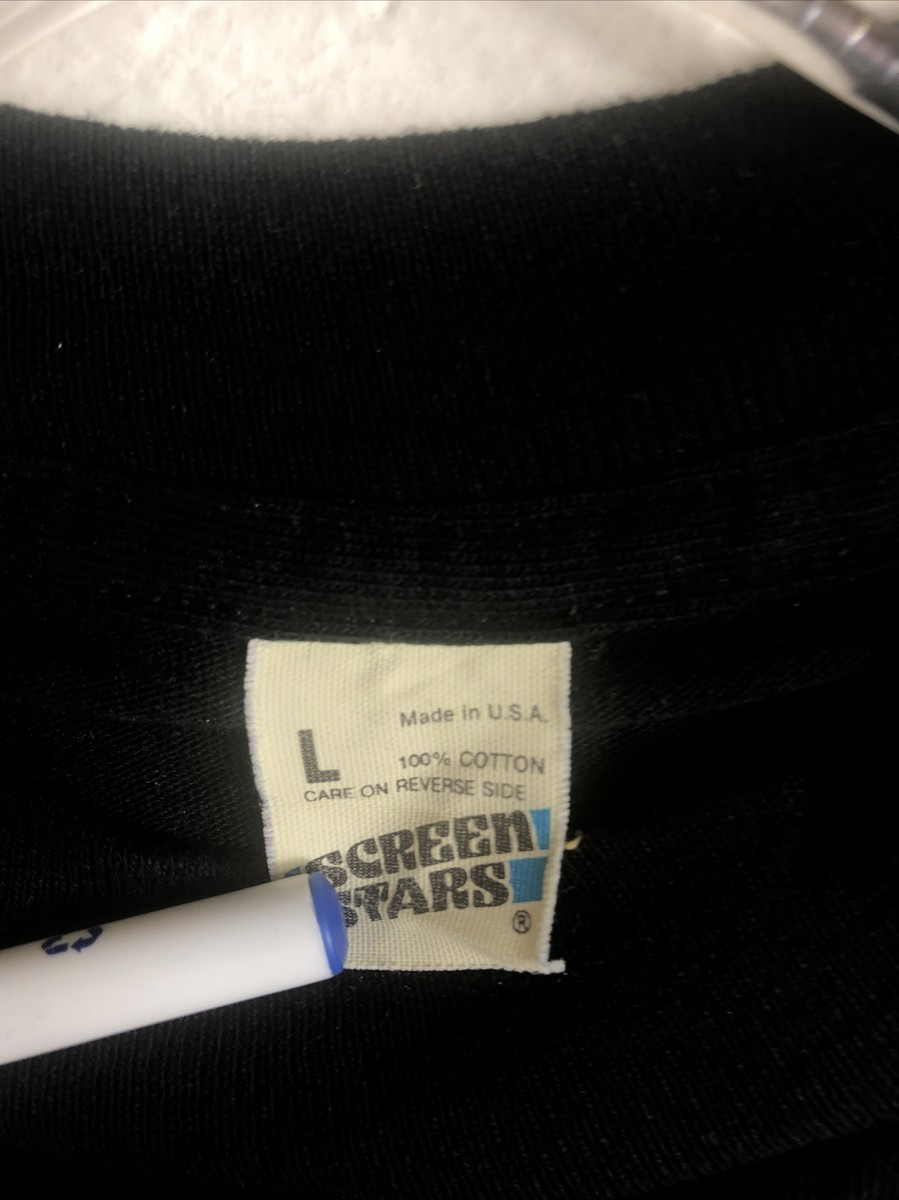 Made in U.S.A.
L
100% COTTON
CARE ON REVERSE SIDE
SCREEN
STARS
®